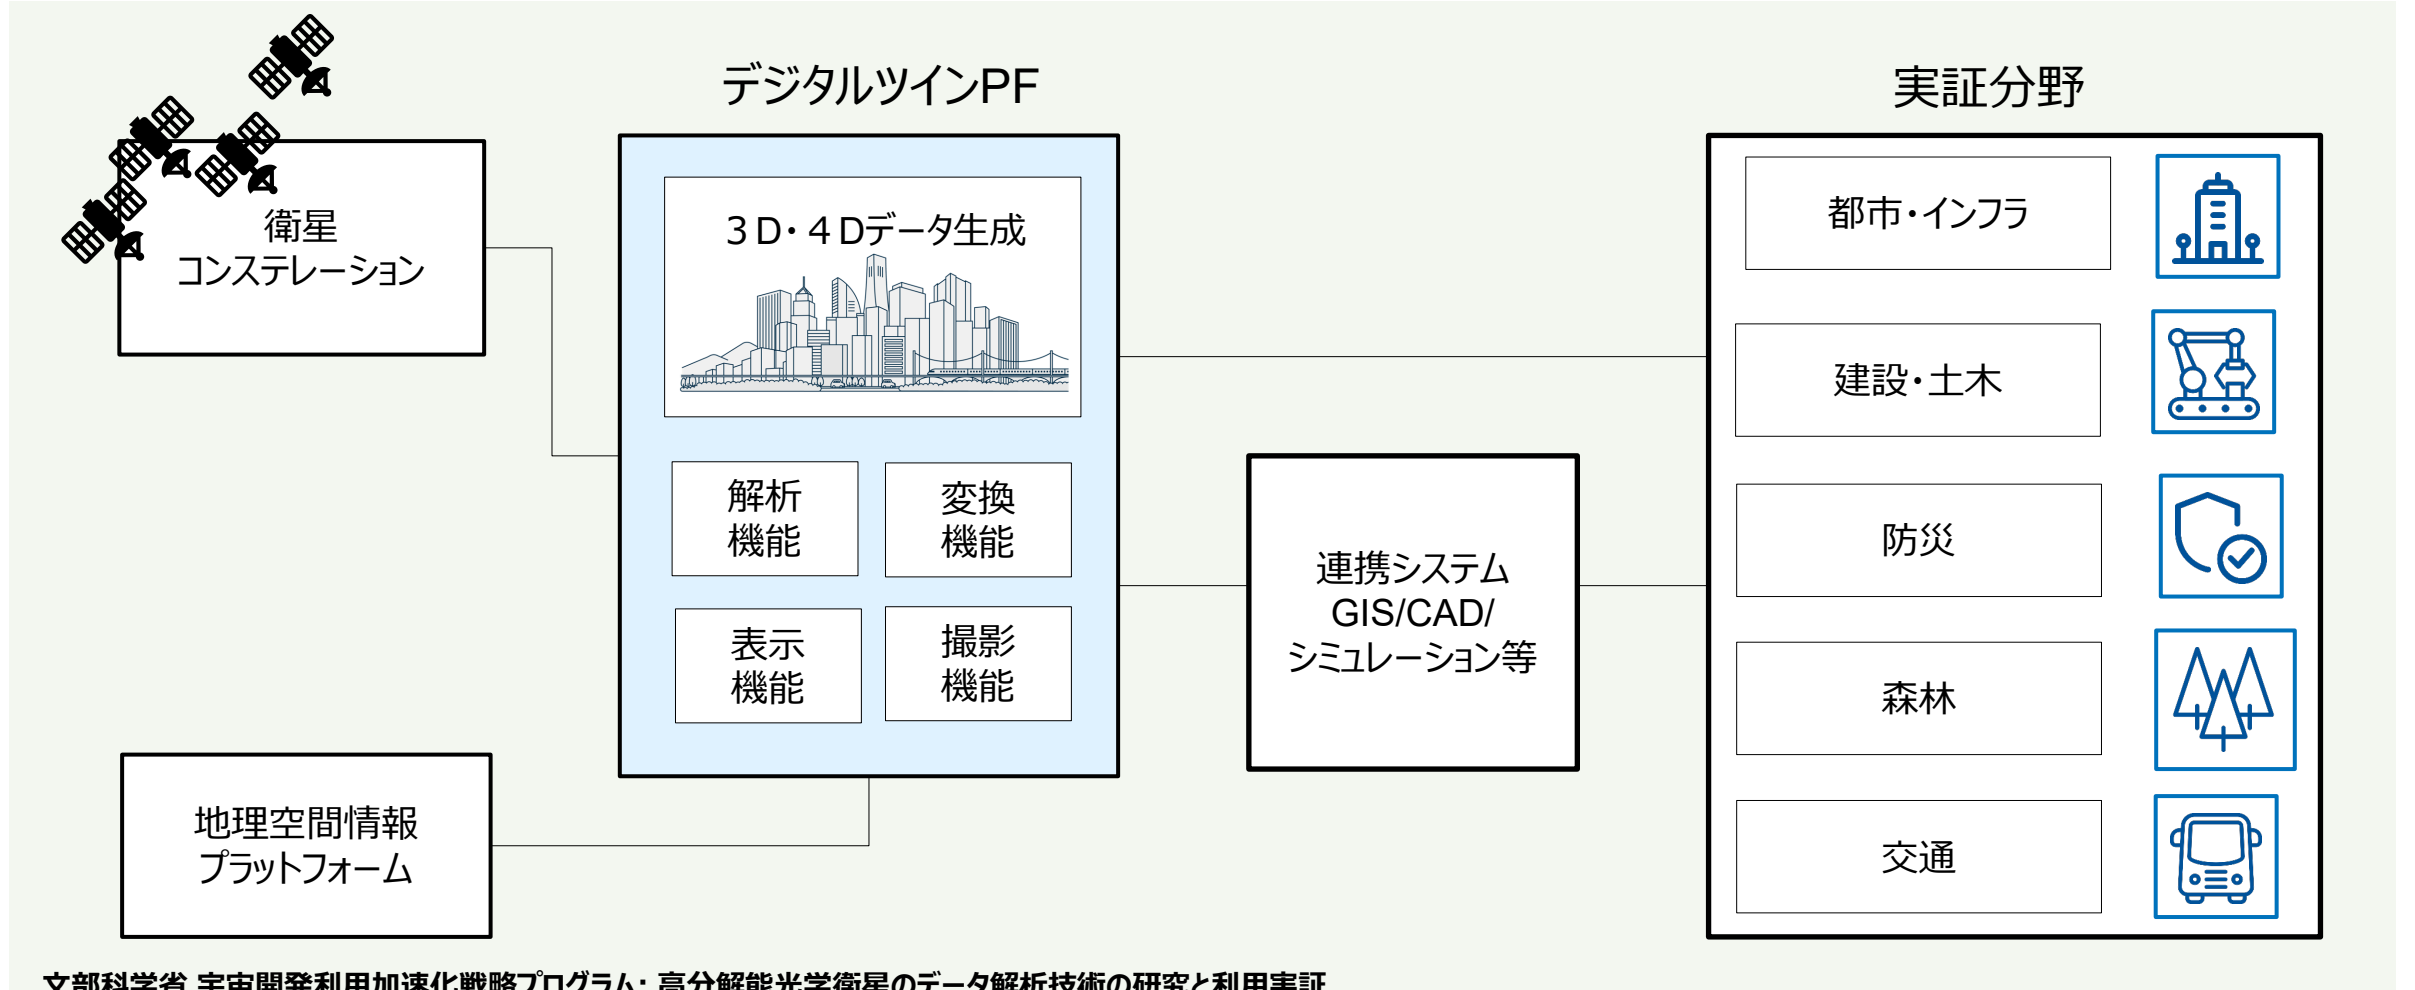 デジタルツインPF
実証分野
衛星
コンステレーション
３D・４Dデータ生成
解析
機能
変換
機能
表示
機能
撮影
機能
地理空間情報
プラットフォーム
連携システム
GIS/CAD/
シミュレーション等
都市・インフラ
建設・土木
防災
森林
交通
文部科学省 宇宙開発利用加速化戦略プログラム： 高分解能光学衛星のデータ解析技術の研究と利用実証